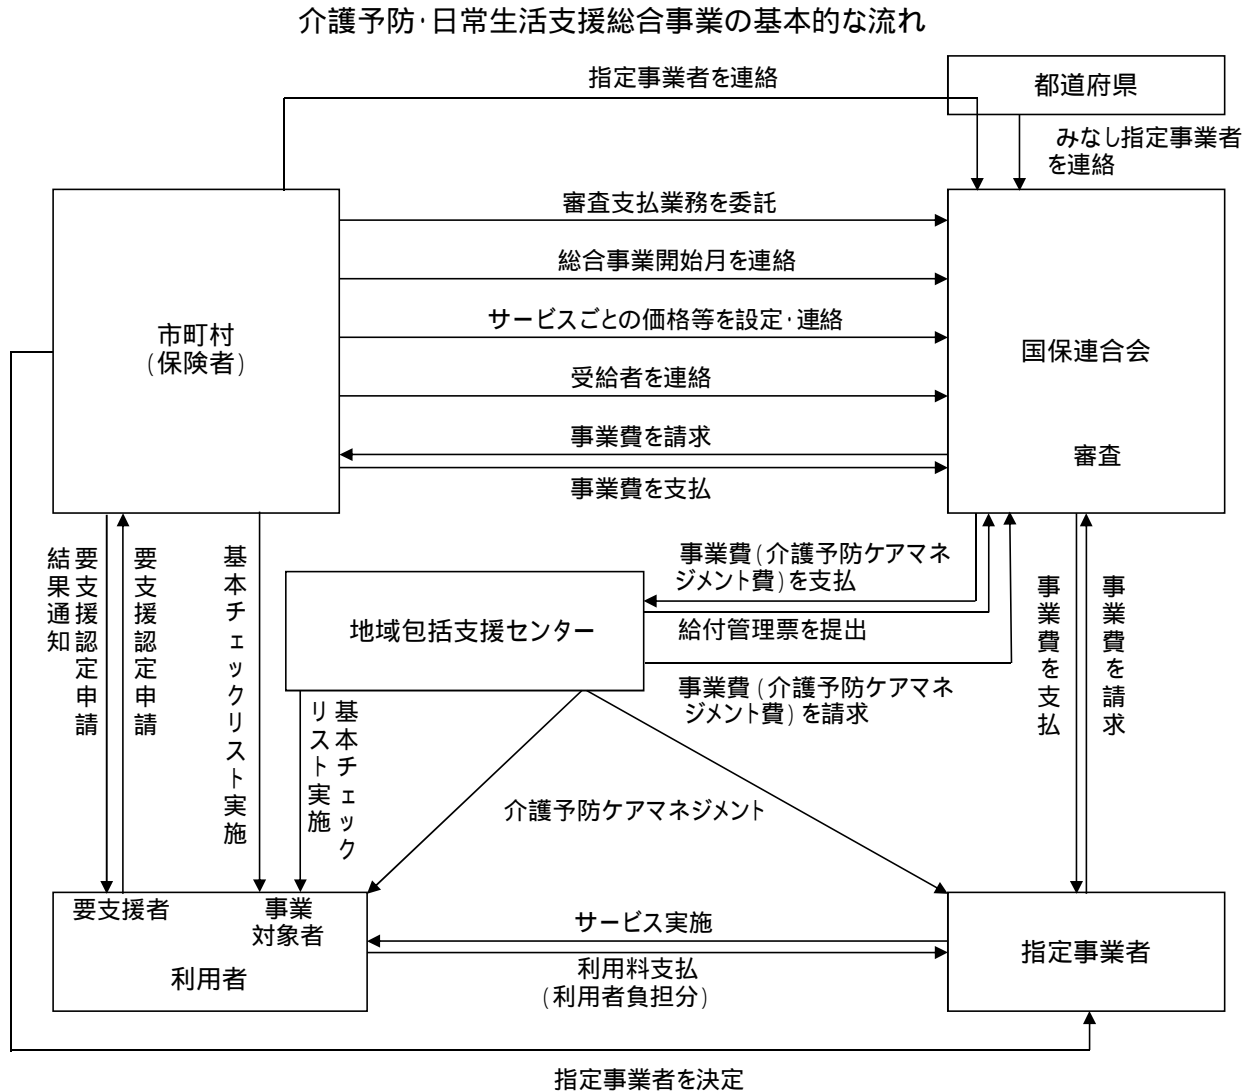 介護予防・日常生活支援総合事業の基本的な流れ
指定事業者を連絡
都道府県
みなし指定事業者
を連絡
審査支払業務を委託
総合事業開始月を連絡
サービスごとの価格等を設定・連絡
市町村
(保険者)
国保連合会
受給者を連絡
事業費を請求
審査
事業費を支払
要支援認定申請
結果通知
要支援認定申請
基本チェックリスト実施
事業費(介護予防ケアマネ
ジメント費)を支払
地域包括支援センター
給付管理票を提出
事業費(介護予防ケアマネ
ジメント費)を請求
事業費を支払
事業費を請求
基本チェック
リスト実施
介護予防ケアマネジメント
要支援者
事業
対象者
利用者
サービス実施
利用料支払
(利用者負担分)
指定事業者
指定事業者を決定